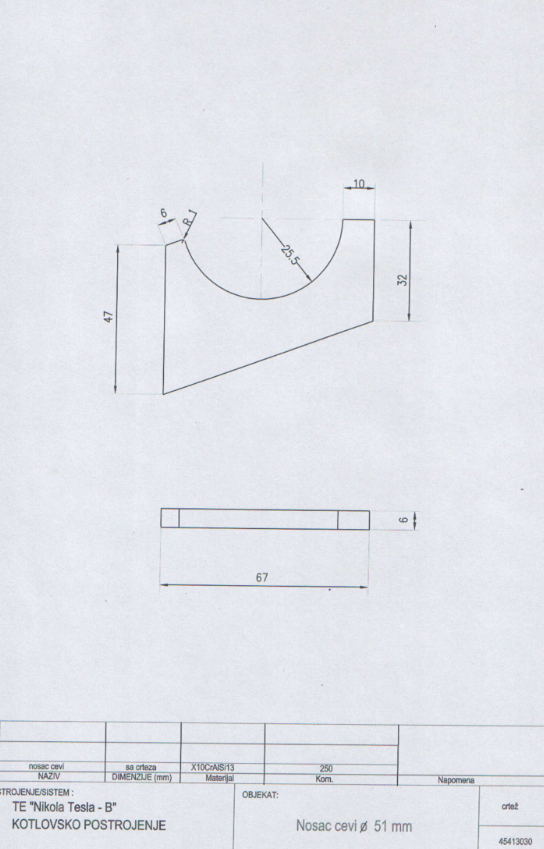 10
6
R 1
25.5
32
47
6
67
nosac cevi sa crteza X10CrAlSi13 250
NAZIV DIMENZIJE (mm) Materijal Kom. Napomena
STROJENJE/SISTEM : OBJEKAT:
TE "Nikola Tesla - B" crtež
KOTLOVSKO POSTROJENJE Nosac cevi ø 51 mm
45413030